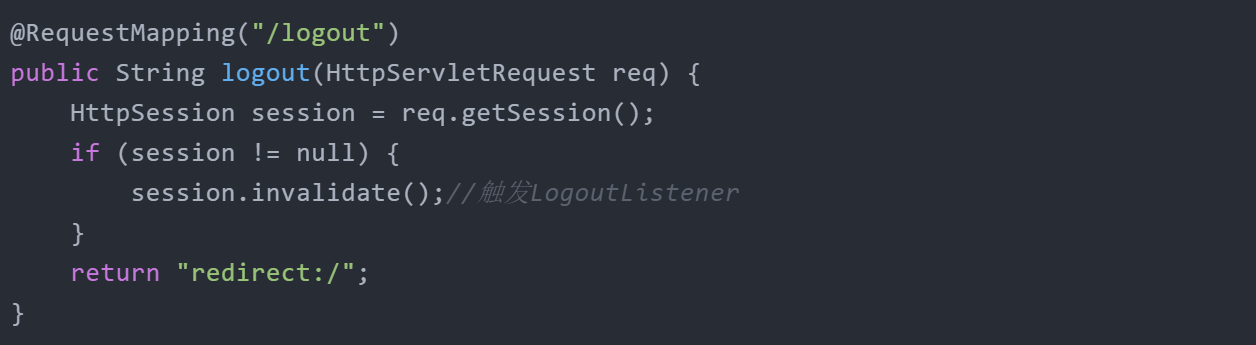 @RequestMapping("/logout")
public String logout(HttpServletRequest req) {
    HttpSession session = req.getSession();
    if (session != null) {
        session.invalidate();//触发LogoutListener
    }
    return "redirect:/";
}